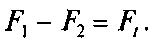 F₁ − F₂ = Fₜ.